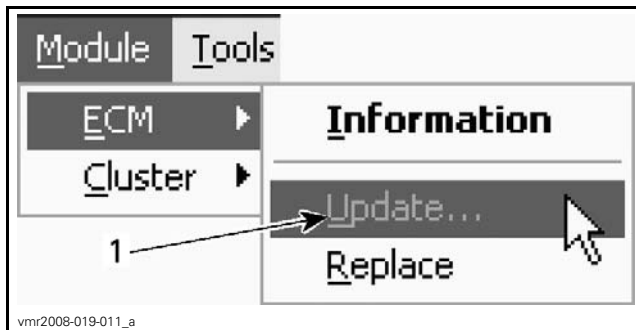 Module Tools
ECM Information
Cluster Update...
1 Replace
vmr2008-019-011_a